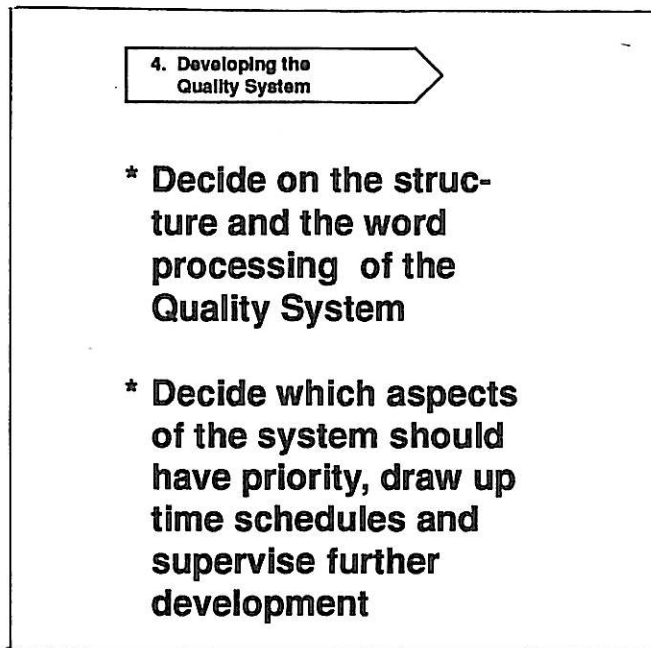 4. Developing the
Quality System
* Decide on the struc-
ture and the word
processing of the
Quality System
* Decide which aspects
of the system should
have priority, draw up
time schedules and
supervise further
development